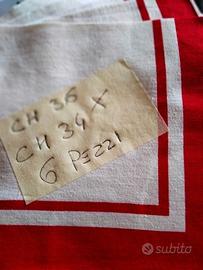 CH 36
CH 34 X
6 PEZZI
subito